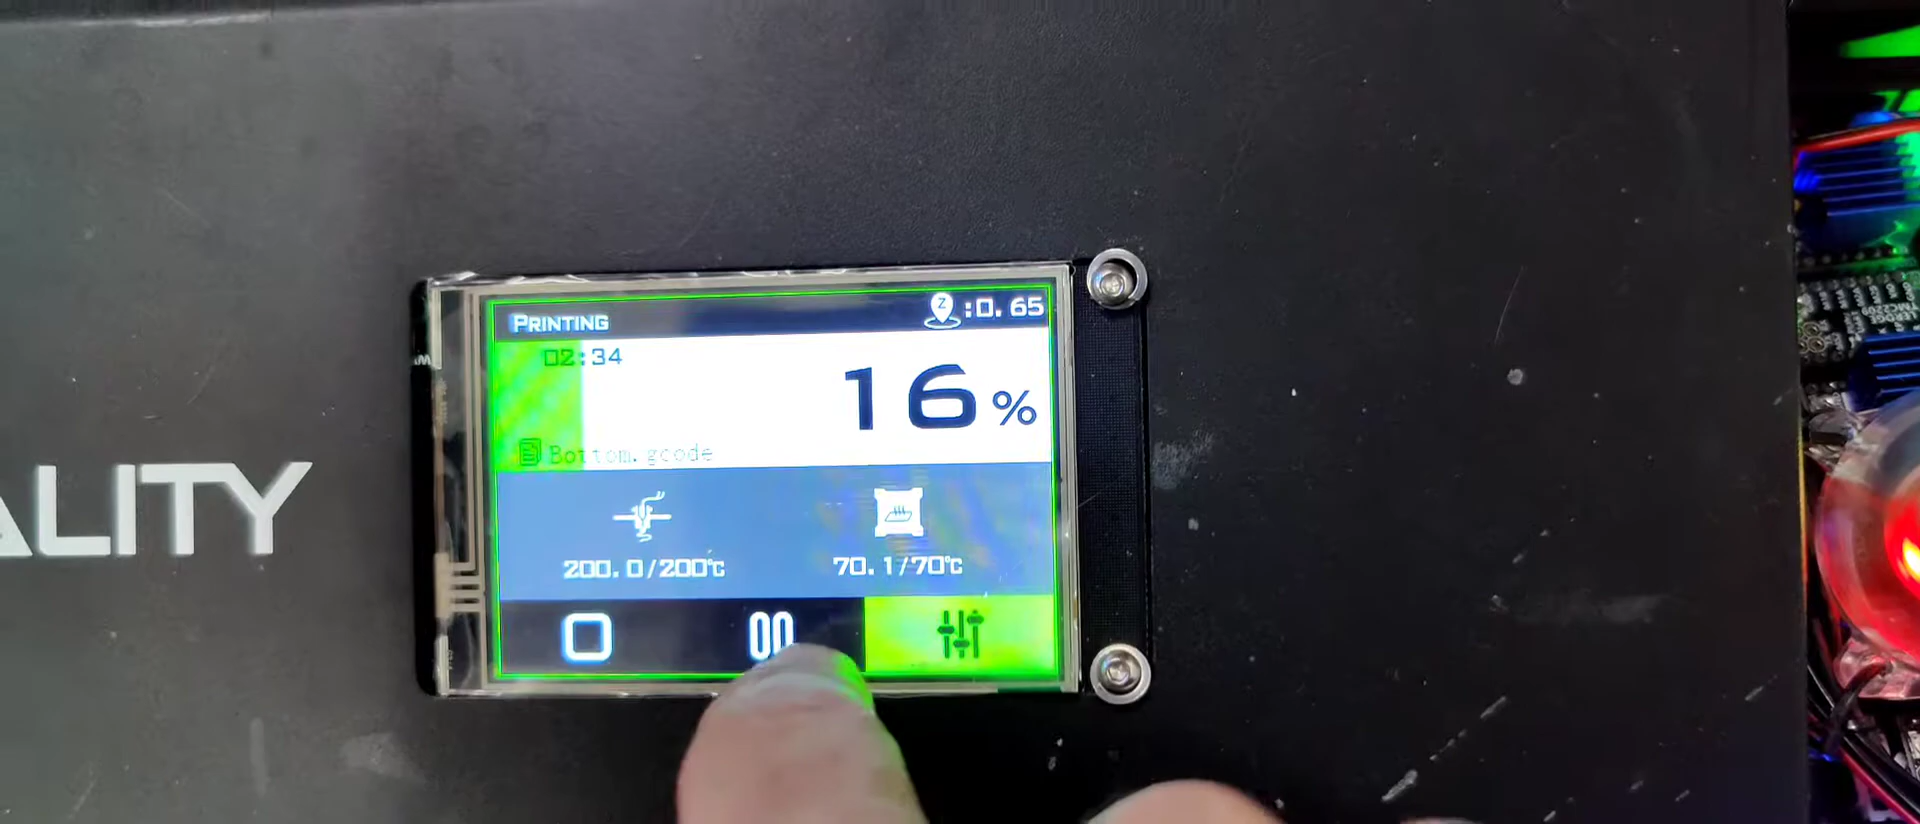 PRINTING
Z :0.65
02:34
16%
Bottom.gcode
200.0/200℃
70.1/70℃
ALITY